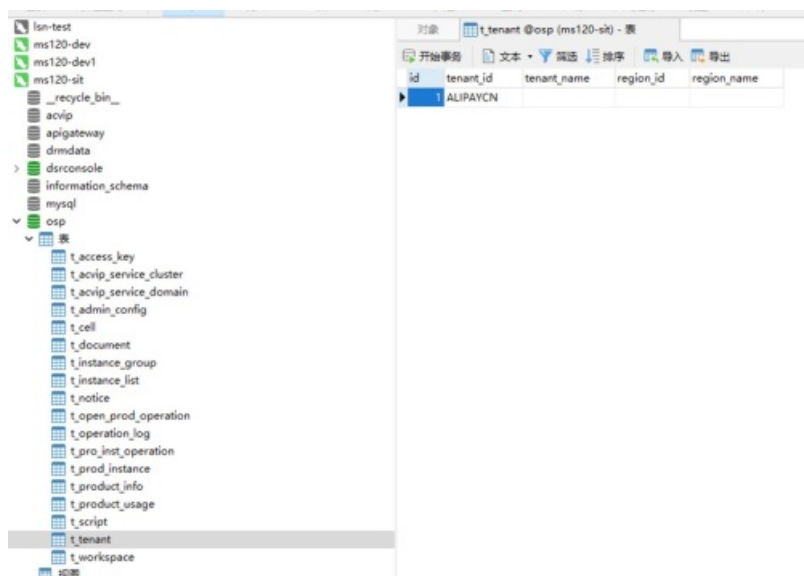 lsn-test
ms120-dev
ms120-dev1
ms120-sit
_recycle_bin_
acvip
apigateway
drmdata
dsrconsole
information_schema
mysql
osp
表
t_access_key
t_acvip_service_cluster
t_acvip_service_domain
t_admin_config
t_cell
t_document
t_instance_group
t_instance_list
t_notice
t_open_prod_operation
t_operation_log
t_pro_inst_operation
t_prod_instance
t_product_info
t_product_usage
t_script
t_tenant
t_workspace
对象 t_tenant @osp (ms120-sit) - 表
开始事务 文本 筛选 排序 导入 导出
id tenant_id tenant_name region_id region_name
1 ALIPAYCN